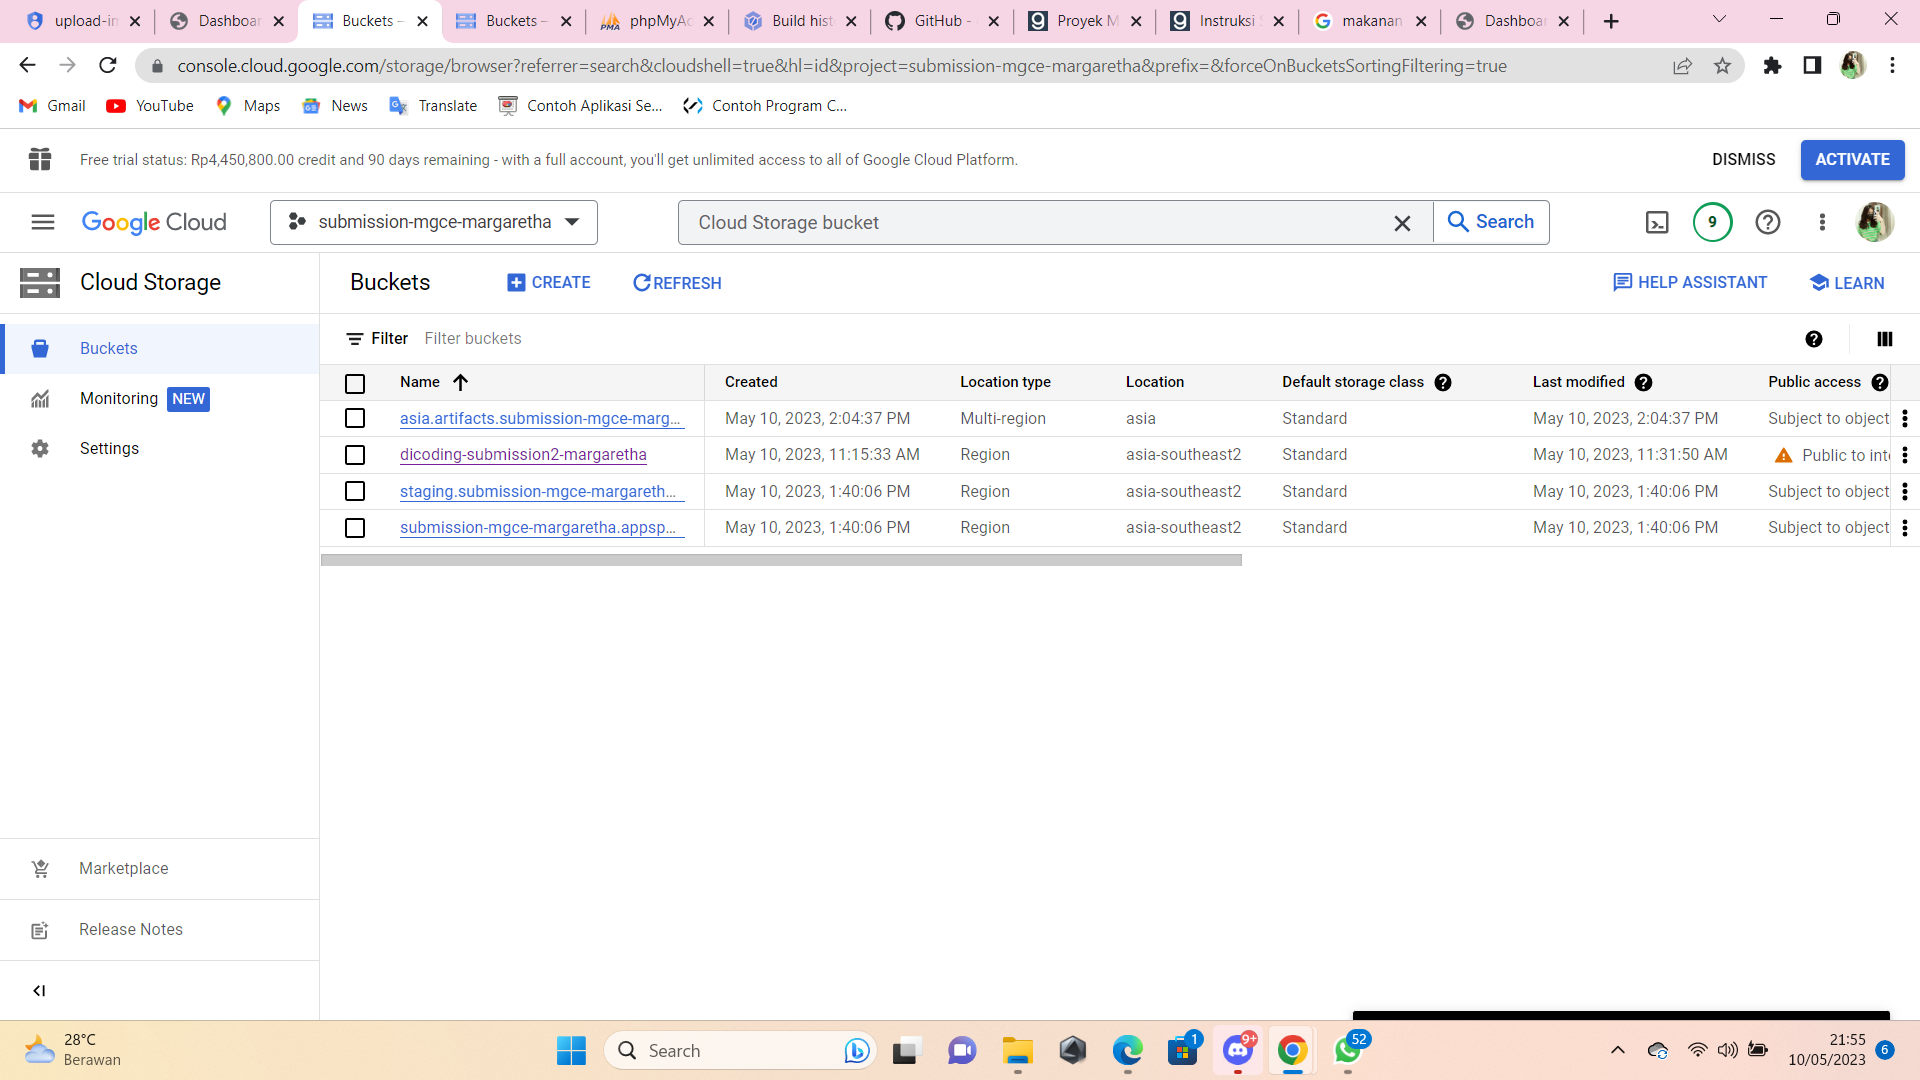 upload-in
Dashboar
Buckets –
Buckets –
phpMyAd
Build hist
GitHub -
Proyek M
Instruksi S
makanan
Dashboar
console.cloud.google.com/storage/browser?referrer=search&cloudshell=true&hl=id&project=submission-mgce-margaretha&prefix=&forceOnBucketsSortingFiltering=true
Gmail YouTube Maps News Translate Contoh Aplikasi Se... Contoh Program C...
Free trial status: Rp4,450,800.00 credit and 90 days remaining - with a full account, you'll get unlimited access to all of Google Cloud Platform.
DISMISS ACTIVATE
Google Cloud submission-mgce-margaretha Cloud Storage bucket Search 9
Cloud Storage
Buckets CREATE REFRESH HELP ASSISTANT LEARN
Buckets
Monitoring NEW
Settings
Marketplace
Release Notes
Filter Filter buckets
Name Created Location type Location Default storage class Last modified Public access
asia.artifacts.submission-mgce-marg... May 10, 2023, 2:04:37 PM Multi-region asia Standard May 10, 2023, 2:04:37 PM Subject to object
dicoding-submission2-margaretha May 10, 2023, 11:15:33 AM Region asia-southeast2 Standard May 10, 2023, 11:31:50 AM Public to int
staging.submission-mgce-margareth... May 10, 2023, 1:40:06 PM Region asia-southeast2 Standard May 10, 2023, 1:40:06 PM Subject to object
submission-mgce-margaretha.appsp... May 10, 2023, 1:40:06 PM Region asia-southeast2 Standard May 10, 2023, 1:40:06 PM Subject to object
28°C
Berawan
Search
1
9+
52
21:55
10/05/2023
6